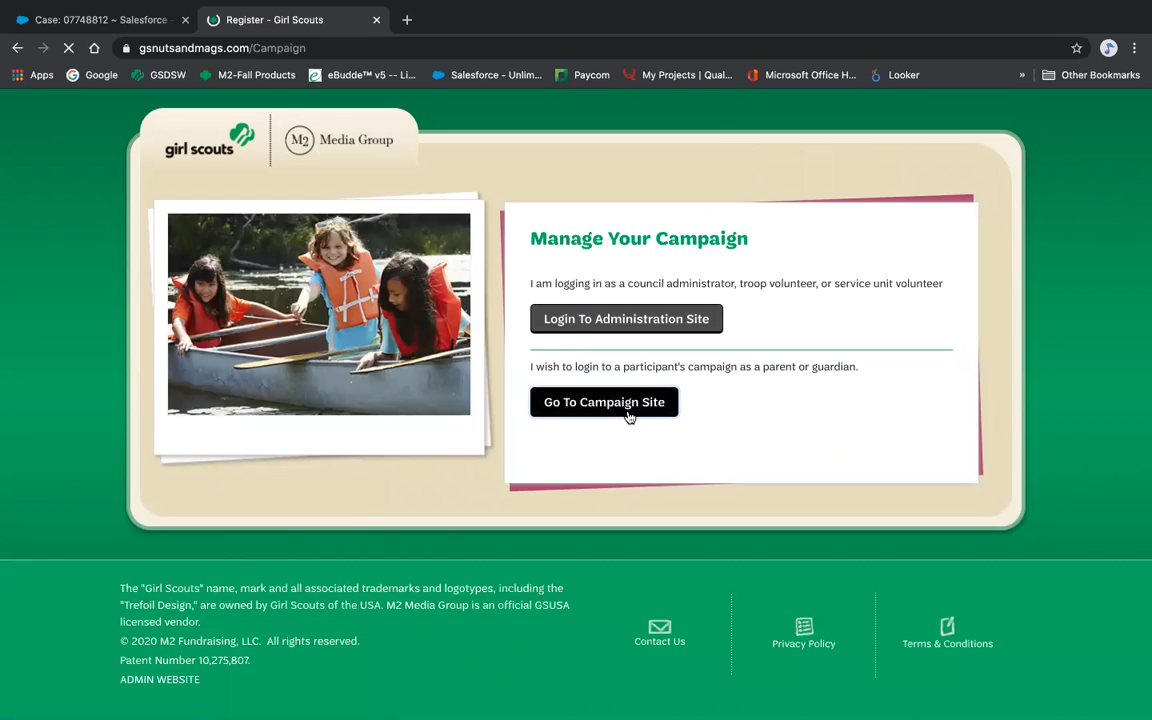 Case: 07748812 ~ Salesforce -
Register - Girl Scouts
gsnutsandmags.com/Campaign
Apps
Google
GSDSW
M2-Fall Products
eBudde™ v5 -- Li...
Salesforce - Unlim...
Paycom
My Projects | Qual...
Microsoft Office H...
Looker
»
Other Bookmarks
girl scouts
M2 Media Group
Manage Your Campaign
I am logging in as a council administrator, troop volunteer, or service unit volunteer
Login To Administration Site
I wish to login to a participant's campaign as a parent or guardian.
Go To Campaign Site
The "Girl Scouts" name, mark and all associated trademarks and logotypes, including the
"Trefoil Design," are owned by Girl Scouts of the USA. M2 Media Group is an official GSUSA
licensed vendor.
© 2020 M2 Fundraising, LLC. All rights reserved.
Patent Number 10,275,807.
ADMIN WEBSITE
Contact Us
Privacy Policy
Terms & Conditions